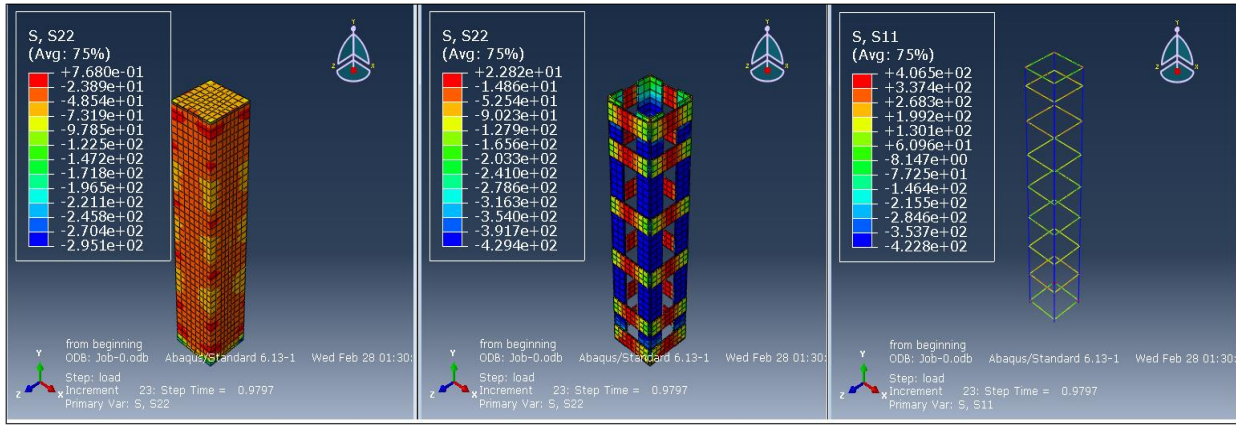 S, S22
(Avg: 75%)
+7.680e-01
-2.389e+01
-4.854e+01
-7.319e+01
-9.785e+01
-1.225e+02
-1.472e+02
-1.718e+02
-1.965e+02
-2.211e+02
-2.458e+02
-2.704e+02
-2.951e+02
Y
Z
X
from beginning
ODB: Job-0.odb Abaqus/Standard 6.13-1 Wed Feb 28 01:30:
Y
Step: load
Increment 23: Step Time = 0.9797
Z
X
Primary Var: S, S22
S, S22
(Avg: 75%)
+2.282e+01
-1.486e+01
-5.254e+01
-9.023e+01
-1.279e+02
-1.656e+02
-2.033e+02
-2.410e+02
-2.786e+02
-3.163e+02
-3.540e+02
-3.917e+02
-4.294e+02
Y
Z
X
from beginning
ODB: Job-0.odb Abaqus/Standard 6.13-1 Wed Feb 28 01:30:
Y
Step: load
Increment 23: Step Time = 0.9797
Z
X
Primary Var: S, S22
S, S11
(Avg: 75%)
+4.065e+02
+3.374e+02
+2.683e+02
+1.992e+02
+1.301e+02
+6.096e+01
-8.147e+00
-7.725e+01
-1.464e+02
-2.155e+02
-2.846e+02
-3.537e+02
-4.228e+02
Y
Z
X
from beginning
ODB: Job-0.odb Abaqus/Standard 6.13-1 Wed Feb 28 01:30:
Y
Step: load
Increment 23: Step Time = 0.9797
Z
X
Primary Var: S, S11